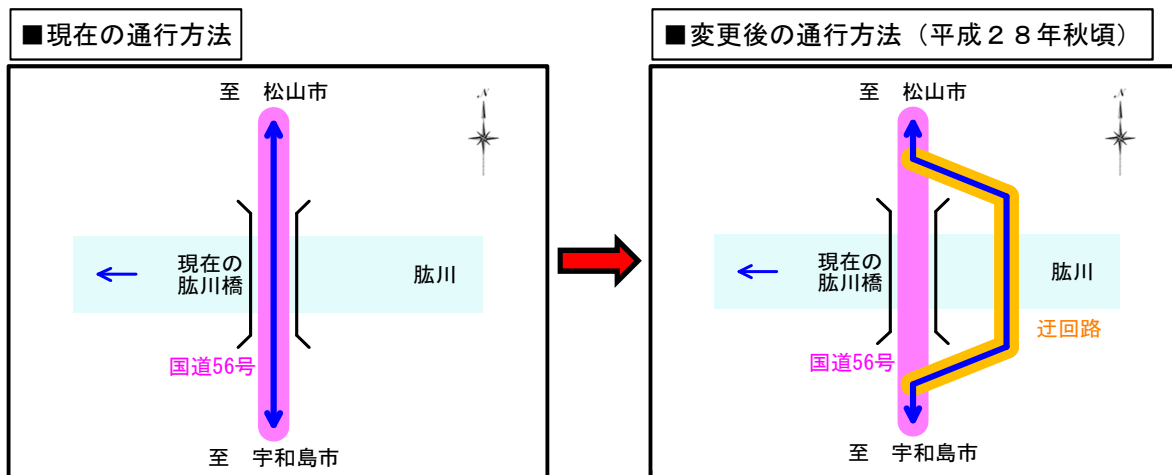 ■現在の通行方法
至　松山市
N
現在の
肱川橋
肱川
国道56号
至　宇和島市
■変更後の通行方法（平成２８年秋頃）
至　松山市
N
現在の
肱川橋
肱川
迂回路
国道56号
至　宇和島市